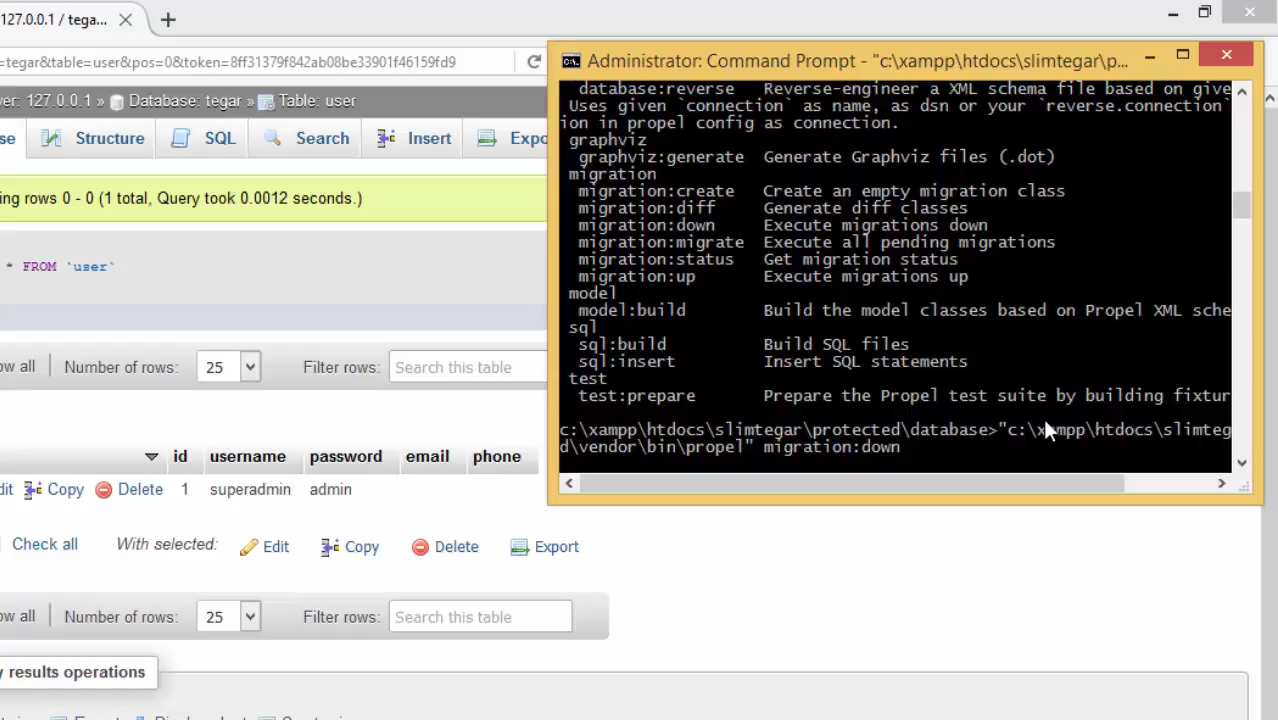 127.0.0.1 / tega...
=tegar&table=user&pos=0&token=8ff31379f842ab08be33901f46159fd9
ver: 127.0.0.1 » Database: tegar » Table: user
se Structure SQL Search Insert Expo
ing rows 0 - 0 (1 total, Query took 0.0012 seconds.)
* FROM `user`
ow all Number of rows: 25 Filter rows: Search this table
id username password email phone
dit Copy Delete 1 superadmin admin
Check all With selected: Edit Copy Delete Export
ow all Number of rows: 25 Filter rows: Search this table
y results operations
Administrator: Command Prompt - "c:\xampp\htdocs\slimtegar\p...
database:reverse Reverse-engineer a XML schema file based on give
Uses given `connection` as name, as dsn or your `reverse.connection`
ion in propel config as connection.
graphviz
graphviz:generate Generate Graphviz files (.dot)
migration
migration:create Create an empty migration class
migration:diff Generate diff classes
migration:down Execute migrations down
migration:migrate Execute all pending migrations
migration:status Get migration status
migration:up Execute migrations up
model
model:build Build the model classes based on Propel XML sche
sql
sql:build Build SQL files
sql:insert Insert SQL statements
test
test:prepare Prepare the Propel test suite by building fixtur
c:\xampp\htdocs\slimtegar\protected\database>"c:\xampp\htdocs\slimteg
d\vendor\bin\propel" migration:down